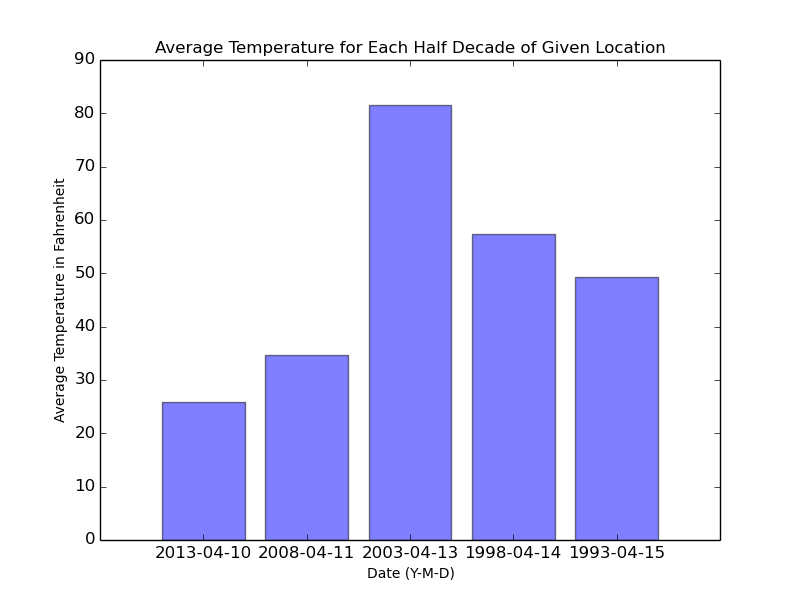 Average Temperature for Each Half Decade of Given Location
90
80
70
60
50
40
30
20
10
0
Average Temperature in Fahrenheit
2013-04-10 2008-04-11 2003-04-13 1998-04-14 1993-04-15
Date (Y-M-D)